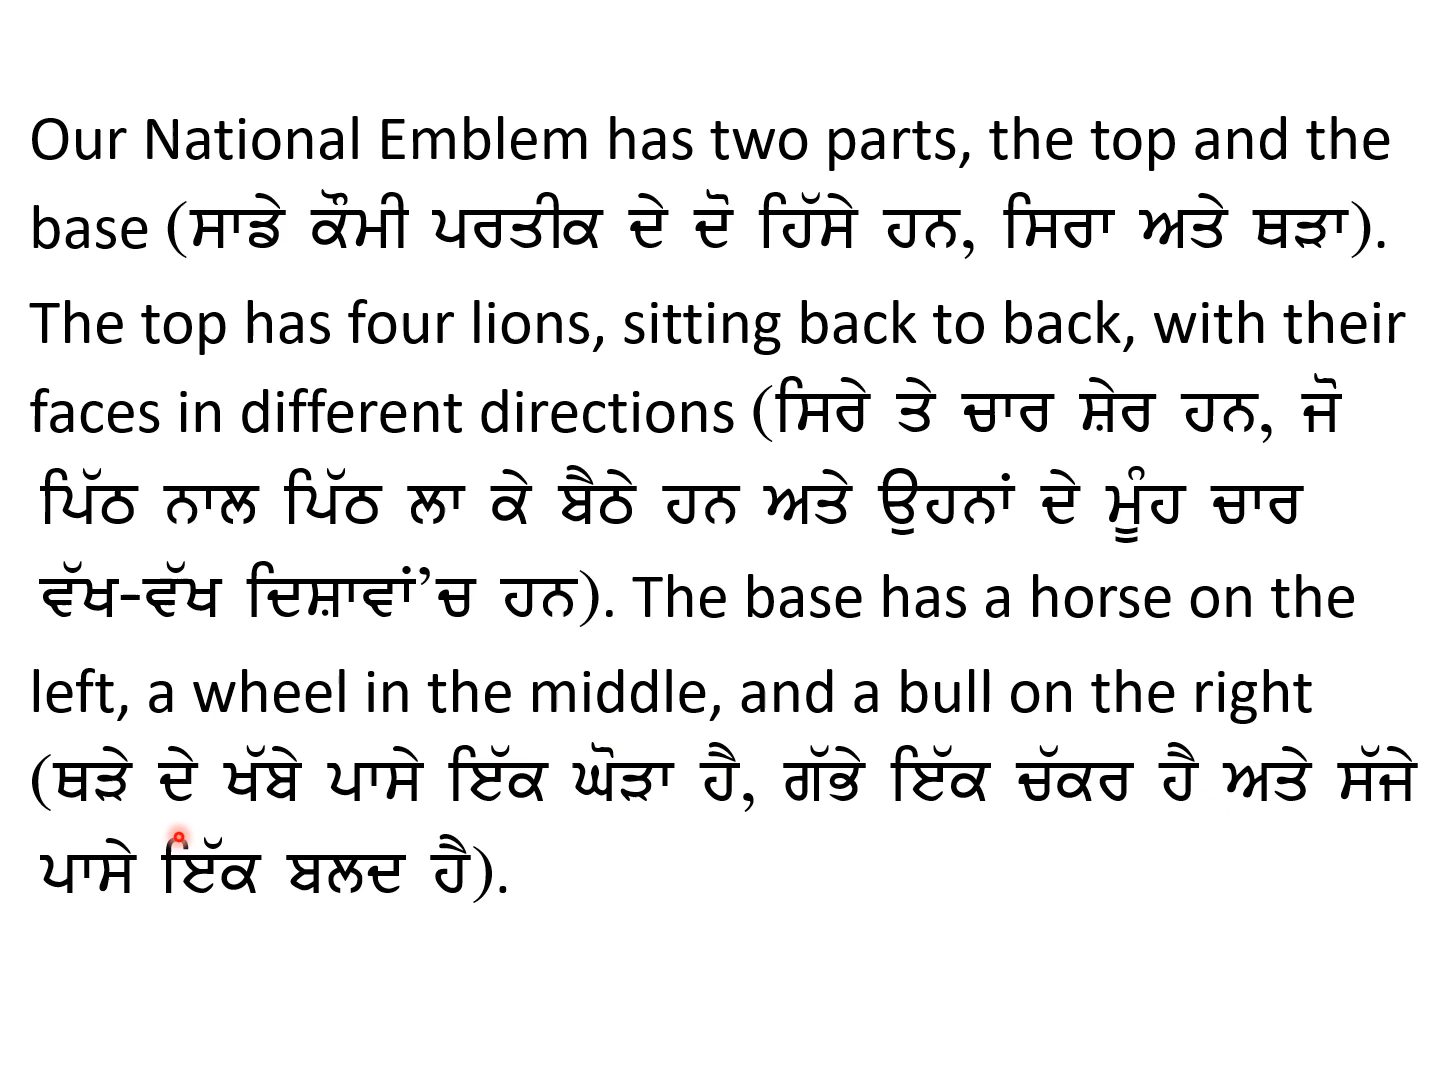 Our National Emblem has two parts, the top and the
base (ਸਾਡੇ ਕੌਮੀ ਪਰਤੀਕ ਦੇ ਦੋ ਹਿੱਸੇ ਹਨ, ਸਿਰਾ ਅਤੇ ਥੜਾ).
The top has four lions, sitting back to back, with their
faces in different directions (ਸਿਰੇ ਤੇ ਚਾਰ ਸ਼ੇਰ ਹਨ, ਜੋ
ਪਿੱਠ ਨਾਲ ਪਿੱਠ ਲਾ ਕੇ ਬੈਠੇ ਹਨ ਅਤੇ ਉਹਨਾਂ ਦੇ ਮੂੰਹ ਚਾਰ
ਵੱਖ-ਵੱਖ ਦਿਸ਼ਾਵਾਂ’ਚ ਹਨ). The base has a horse on the
left, a wheel in the middle, and a bull on the right
(ਥੜੇ ਦੇ ਖੱਬੇ ਪਾਸੇ ਇੱਕ ਘੋੜਾ ਹੈ, ਗੱਭੇ ਇੱਕ ਚੱਕਰ ਹੈ ਅਤੇ ਸੱਜੇ
ਪਾਸੇ ਇੱਕ ਬਲਦ ਹੈ).